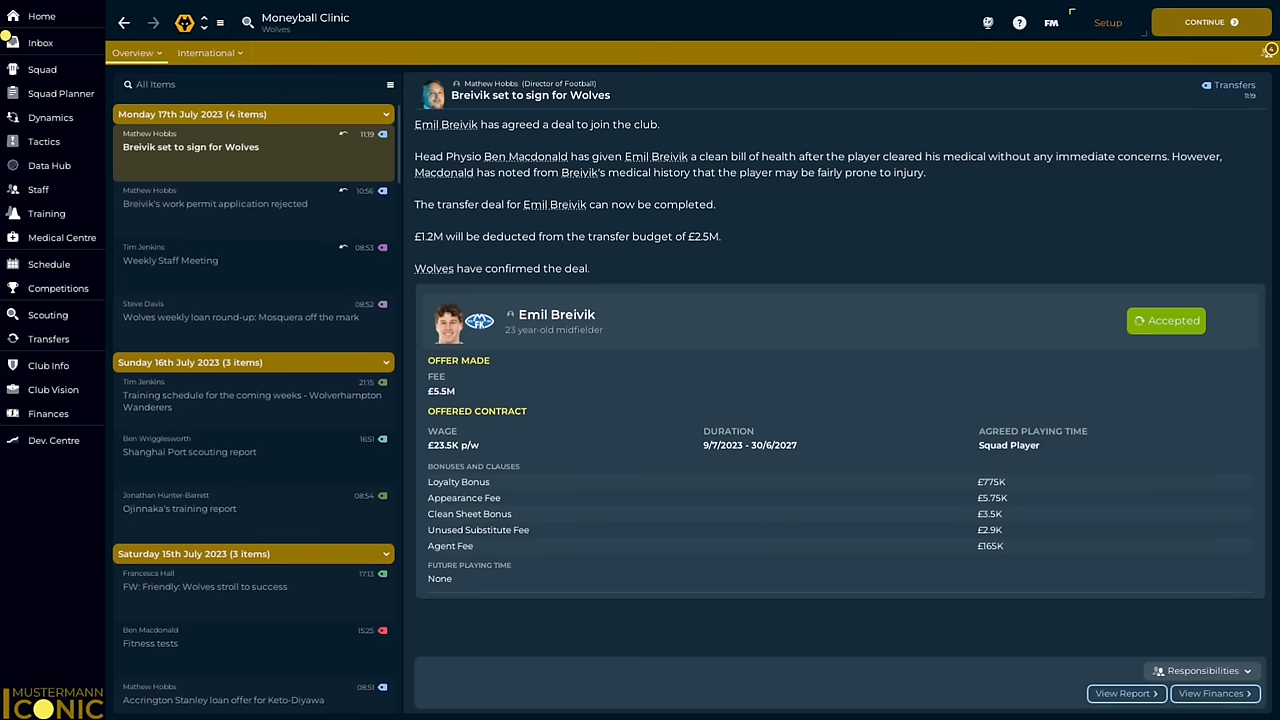 Home
Inbox
Squad
Squad Planner
Dynamics
Tactics
Data Hub
Staff
Training
Medical Centre
Schedule
Competitions
Scouting
Transfers
Club Info
Club Vision
Finances
Dev. Centre
MUSTERMANN
ICONIC
Moneyball Clinic
Wolves
FM
Setup
CONTINUE
Overview
International
4
All Items
Monday 17th July 2023 (4 items)
Mathew Hobbs 11:19
Breivik set to sign for Wolves
Mathew Hobbs 10:56
Breivik's work permit application rejected
Tim Jenkins 08:53
Weekly Staff Meeting
Steve Davis 08:52
Wolves weekly loan round-up: Mosquera off the mark
Sunday 16th July 2023 (3 items)
Tim Jenkins 21:15
Training schedule for the coming weeks - Wolverhampton
Wanderers
Ben Wrigglesworth 16:51
Shanghai Port scouting report
Jonathan Hunter-Barrett 08:54
Ojinnaka's training report
Saturday 15th July 2023 (3 items)
Francesca Hall 17:13
FW: Friendly: Wolves stroll to success
Ben Macdonald 15:25
Fitness tests
Mathew Hobbs 08:51
Accrington Stanley loan offer for Keto-Diyawa
Mathew Hobbs (Director of Football)
Breivik set to sign for Wolves
Transfers
11:19
Emil Breivik has agreed a deal to join the club.
Head Physio Ben Macdonald has given Emil Breivik a clean bill of health after the player cleared his medical without any immediate concerns. However,
Macdonald has noted from Breivik's medical history that the player may be fairly prone to injury.
The transfer deal for Emil Breivik can now be completed.
£1.2M will be deducted from the transfer budget of £2.5M.
Wolves have confirmed the deal.
Emil Breivik
23 year-old midfielder
Accepted
OFFER MADE
FEE
£5.5M
OFFERED CONTRACT
WAGE DURATION AGREED PLAYING TIME
£23.5K p/w 9/7/2023 - 30/6/2027 Squad Player
BONUSES AND CLAUSES
Loyalty Bonus £775K
Appearance Fee £5.75K
Clean Sheet Bonus £3.5K
Unused Substitute Fee £2.9K
Agent Fee £165K
FUTURE PLAYING TIME
None
Responsibilities
View Report
View Finances